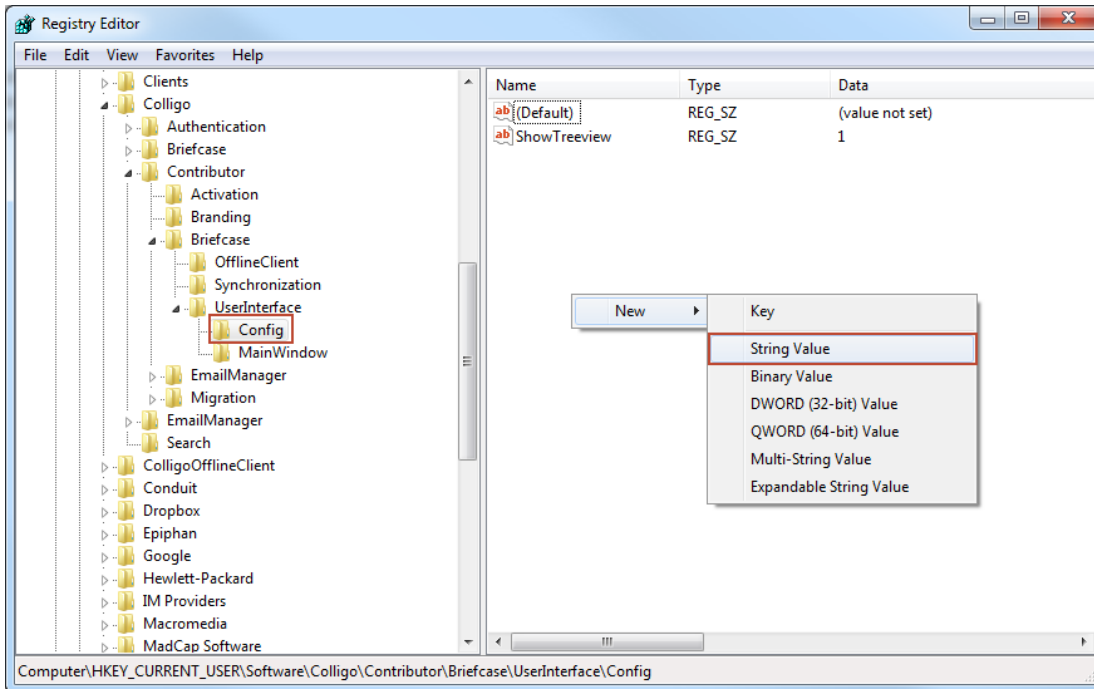 Registry Editor
File Edit View Favorites Help
Clients
Colligo
Authentication
Briefcase
Contributor
Activation
Branding
Briefcase
OfflineClient
Synchronization
UserInterface
Config
MainWindow
EmailManager
Migration
EmailManager
Search
ColligoOfflineClient
Conduit
Dropbox
Epiphan
Google
Hewlett-Packard
IM Providers
Macromedia
MadCap Software
Name Type Data
ab (Default) REG_SZ (value not set)
ab ShowTreeview REG_SZ 1
New
Key
String Value
Binary Value
DWORD (32-bit) Value
QWORD (64-bit) Value
Multi-String Value
Expandable String Value
Computer\HKEY_CURRENT_USER\Software\Colligo\Contributor\Briefcase\UserInterface\Config